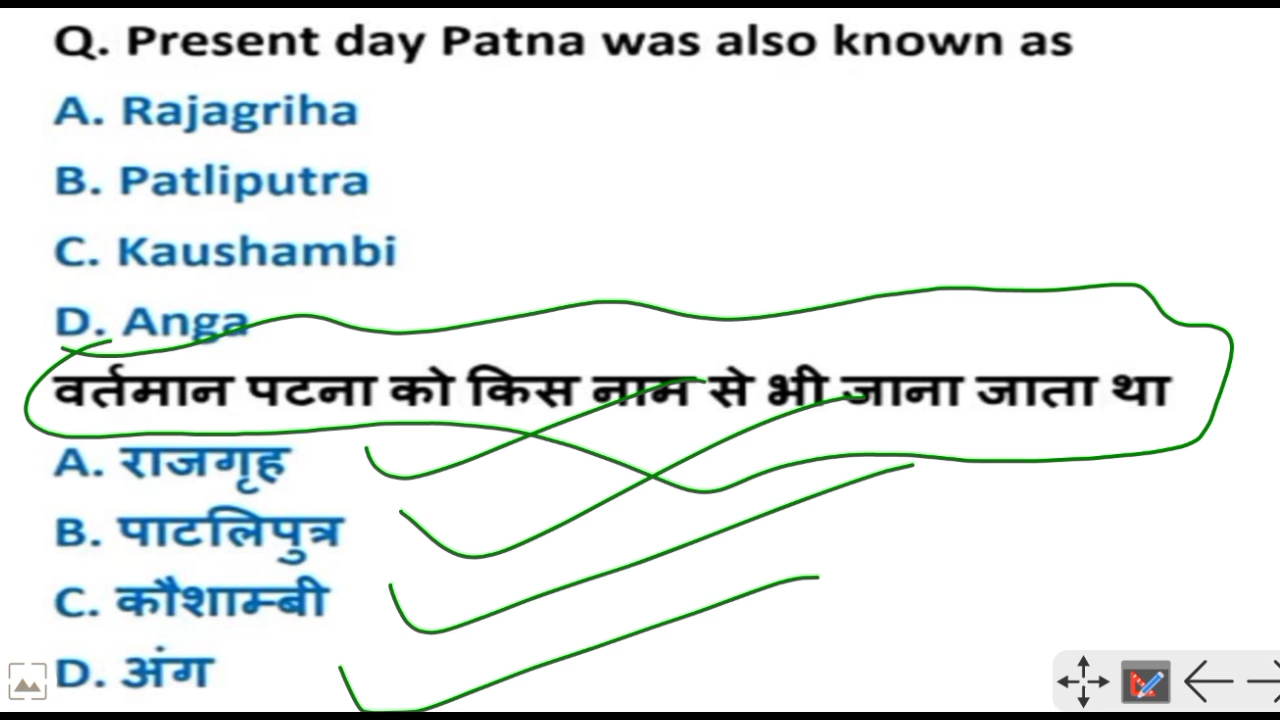 Q. Present day Patna was also known as
A. Rajagriha
B. Patliputra
C. Kaushambi
D. Anga
वर्तमान पटना को किस नाम से भी जाना जाता था
A. राजगृह
B. पाटलिपुत्र
C. कौशाम्बी
D. अंग